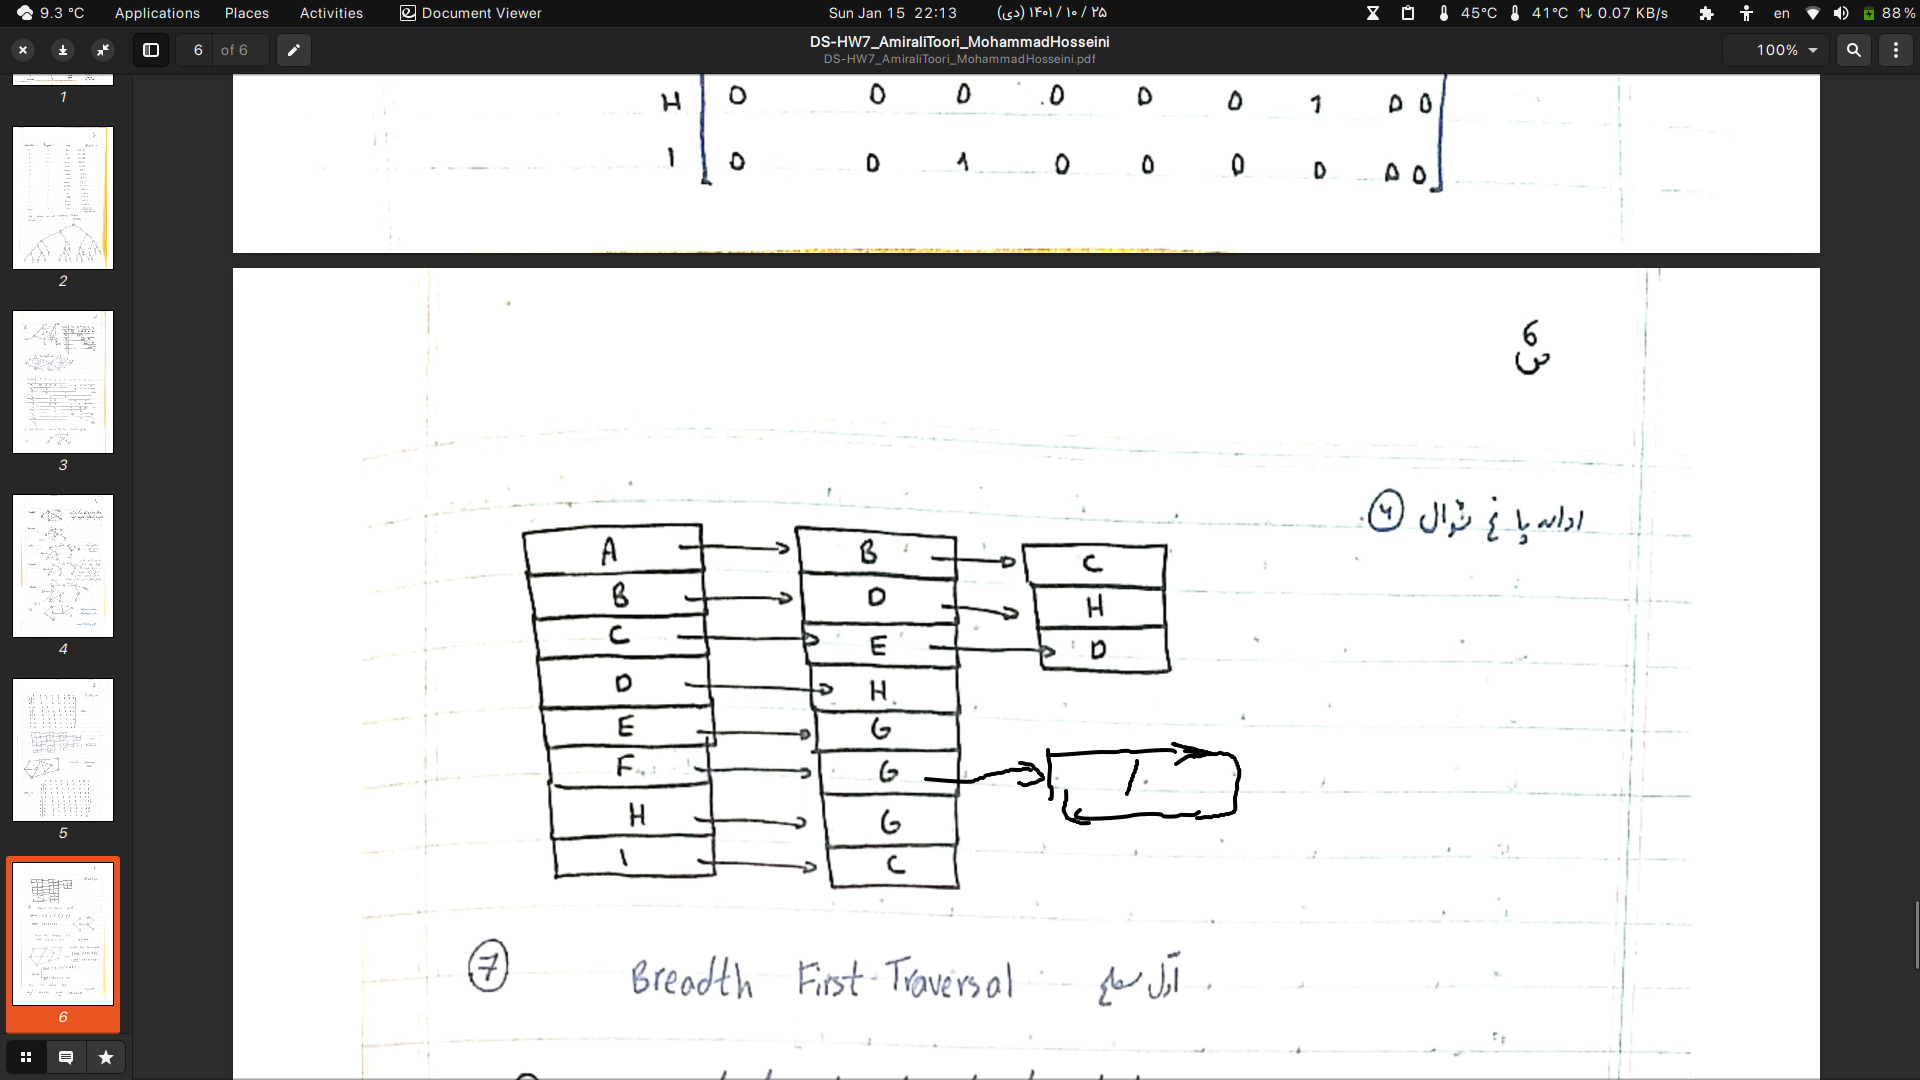 9.3 °C Applications Places Activities Document Viewer Sun Jan 15 22:13 ۲۵ / ۱۰ / ۱۴۰۱ (دی) 45°C 41°C 0.07 KB/s en 88%
6 of 6 DS-HW7_AmiraliToori_MohammadHosseini 100%
DS-HW7_AmiraliToori_MohammadHosseini.pdf
1
2
3
4
5
6
H 0 0 0 0 0 0 1 0 0
I 0 0 1 0 0 0 0 0 0
6
ص
ادامه پاسخ سوال ۶
A B C
B D H
C E D
D H
E G
F G I
H G
I C
7 Breadth First-Traversal اول سطح